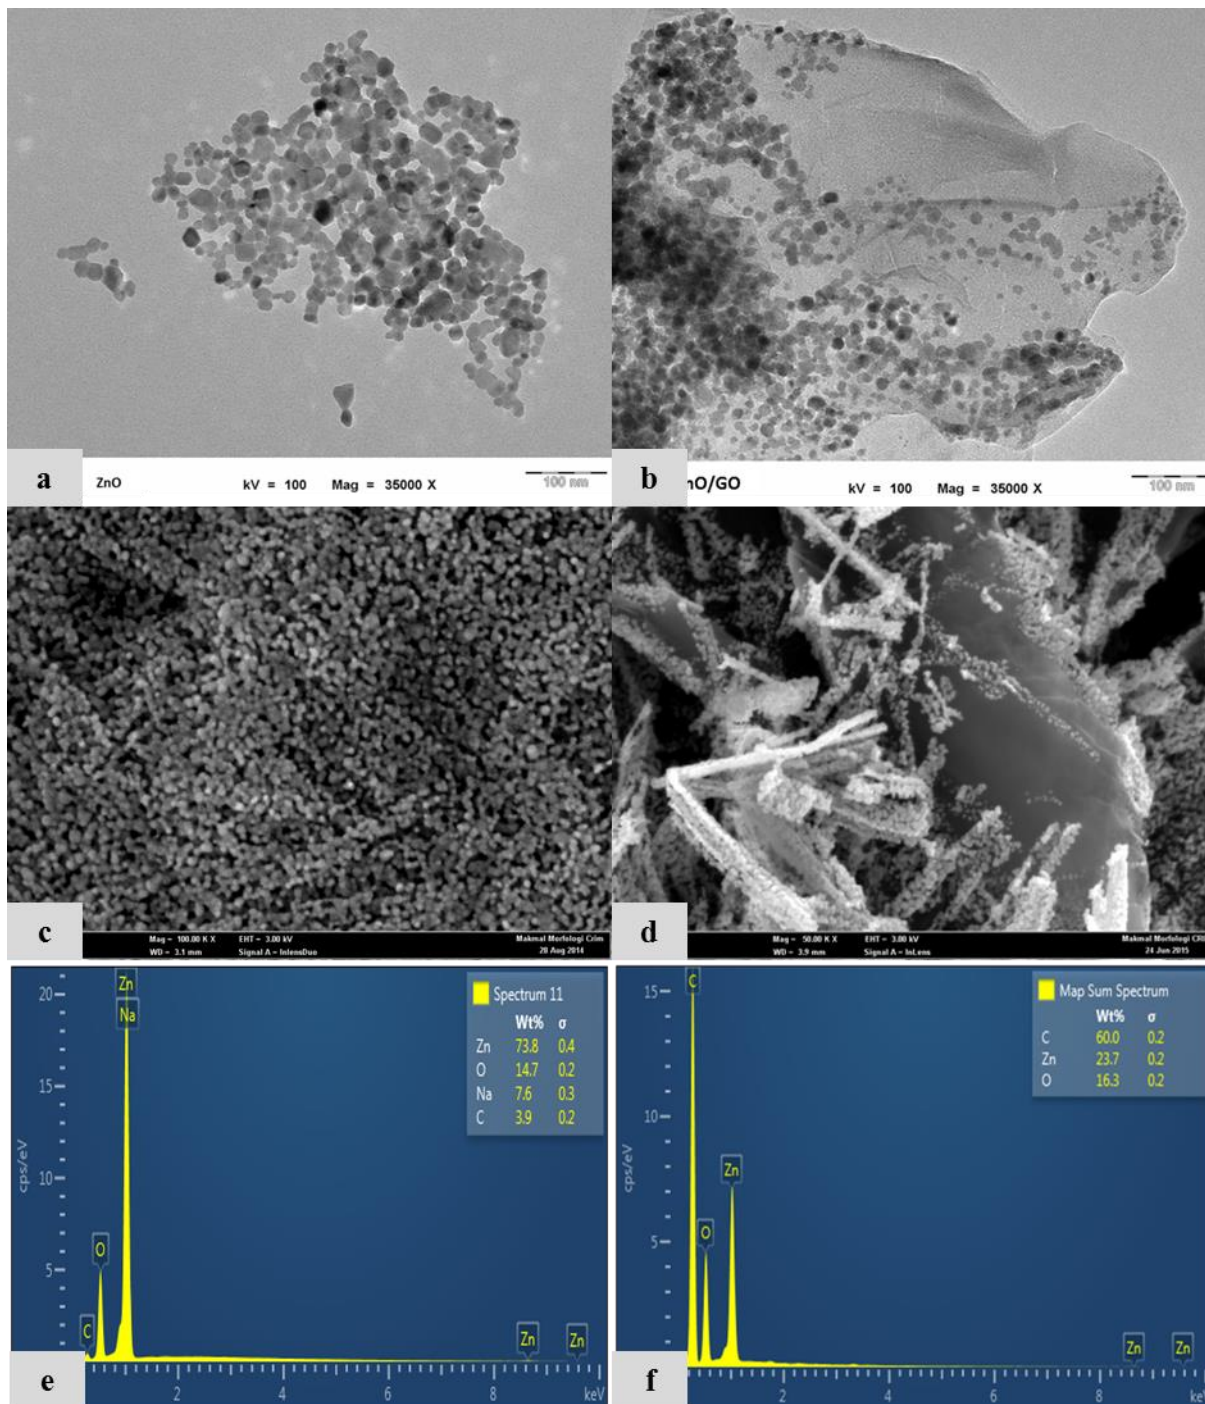 a
ZnO
kV = 100 Mag = 35000 X
100 nm
b
nO/GO
kV = 100 Mag = 35000 X
100 nm
c
Mag = 100.00 K X
EHT = 3.00 kV
Makmal Morfologi Crim
WD = 3.1 mm
Signal A = InlensDuo
20 Aug 2014
d
Mag = 50.00 K X
EHT = 3.00 kV
Makmal Morfologi CRI
WD = 3.9 mm
Signal A = InLens
24 Jun 2015
e
cps/eV
20
15
10
5
Zn
Na
O
C
Zn
Zn
2
4
6
8
keV
Spectrum 11
Wt% σ
Zn 73.8 0.4
O 14.7 0.2
Na 7.6 0.3
C 3.9 0.2
f
cps/eV
15
10
5
C
O
Zn
Zn
Zn
2
4
6
8
ke
Map Sum Spectrum
Wt% σ
C 60.0 0.2
Zn 23.7 0.2
O 16.3 0.2